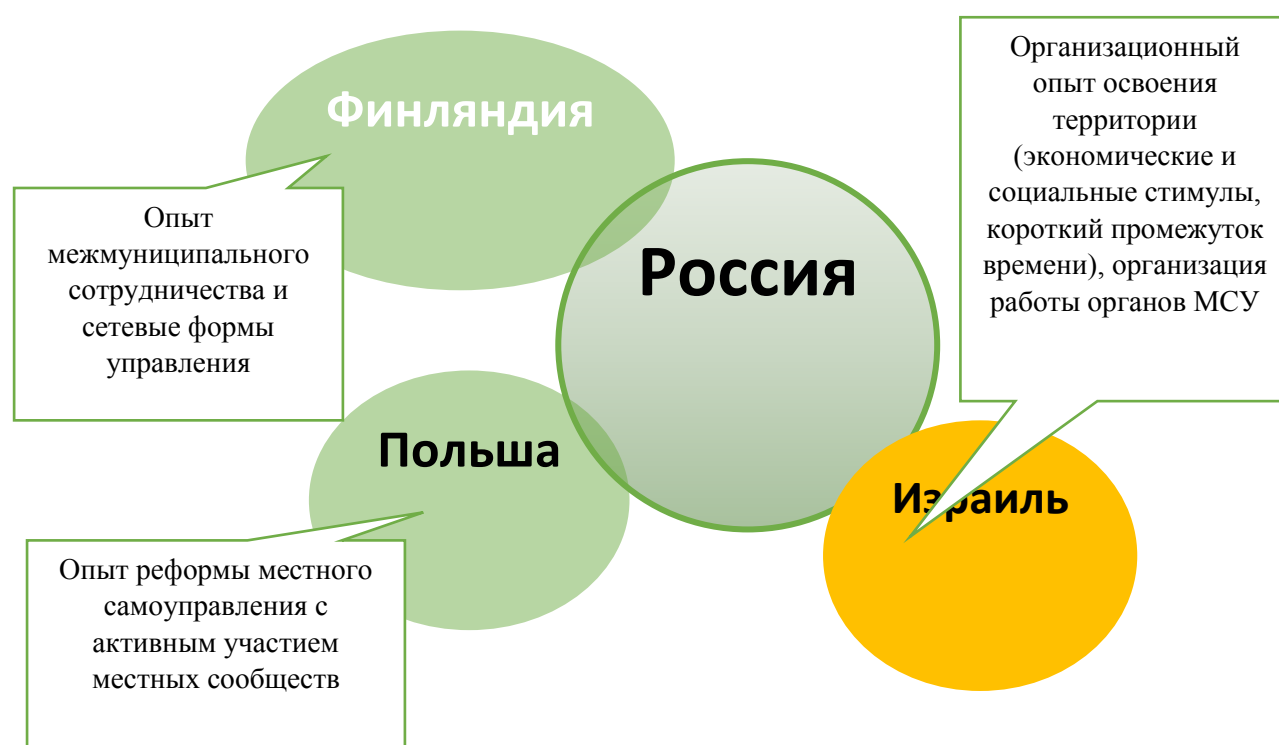 Финляндия
Опыт
межмуниципального
сотрудничества и
сетевые формы
управления
Россия
Организационный
опыт освоения
территории
(экономические и
социальные стимулы,
короткий промежуток
времени), организация
работы органов МСУ
Польша
Опыт реформы местного
самоуправления с
активным участием
местных сообществ
Израиль